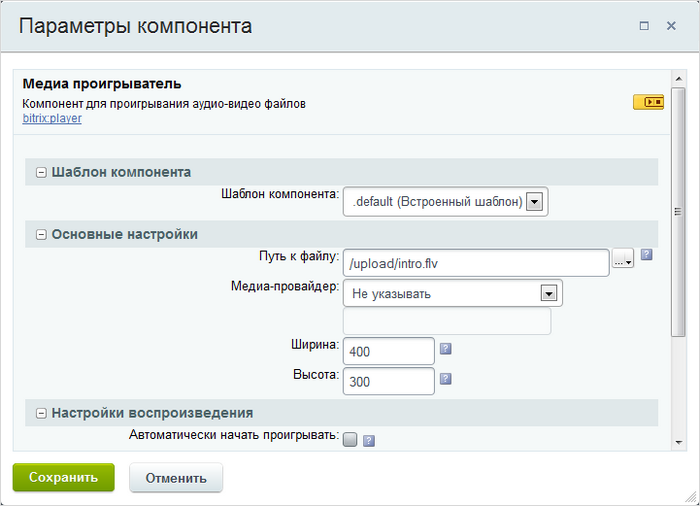 Параметры компонента
Медиа проигрыватель
Компонент для проигрывания аудио-видео файлов
bitrix:player
Шаблон компонента
Шаблон компонента: .default (Встроенный шаблон)
Основные настройки
Путь к файлу: /upload/intro.flv ... ?
Медиа-провайдер: Не указывать
Ширина: 400 ?
Высота: 300 ?
Настройки воспроизведения
Автоматически начать проигрывать: ?
Сохранить Отменить